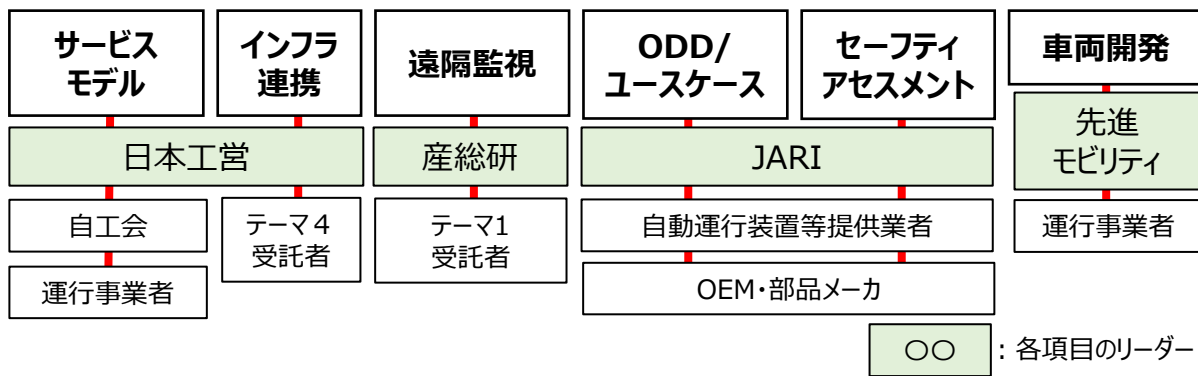 サービス
モデル
インフラ
連携
遠隔監視
ODD/
ユースケース
セーフティ
アセスメント
車両開発
日本工営
産総研
JARI
先進
モビリティ
自工会
テーマ4
受託者
テーマ1
受託者
自動運行装置等提供業者
運行事業者
運行事業者
OEM・部品メーカ
〇〇
：各項目のリーダー